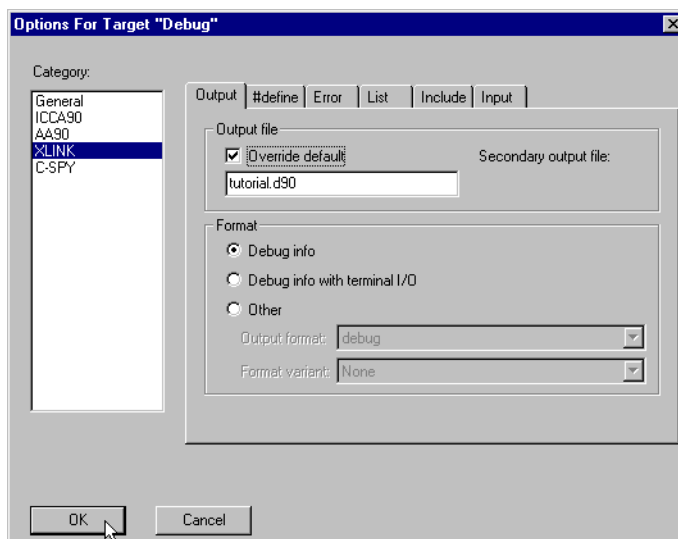 Options For Target "Debug"
Category:
General
ICCA90
AA90
XLINK
C-SPY
Output #define Error List Include Input
Output file
Override default
Secondary output file:
tutorial.d90
Format
Debug info
Debug info with terminal I/O
Other
Output format: debug
Format variant: None
OK Cancel